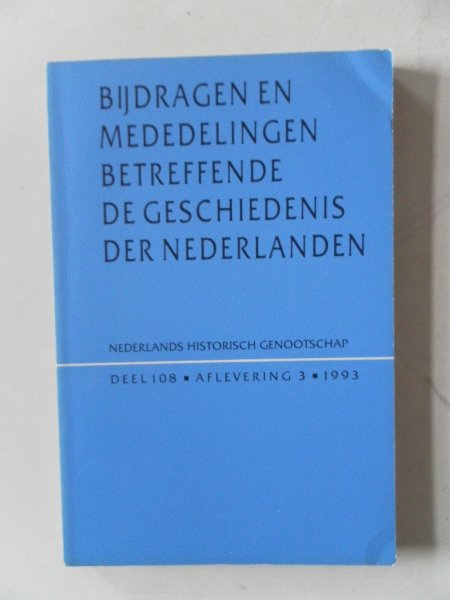 BIJDRAGEN EN
MEDEDELINGEN
BETREFFENDE
DE GESCHIEDENIS
DER NEDERLANDEN
NEDERLANDS HISTORISCH GENOOTSCHAP
DEEL 108 ▪ AFLEVERING 3 ▪ 1993